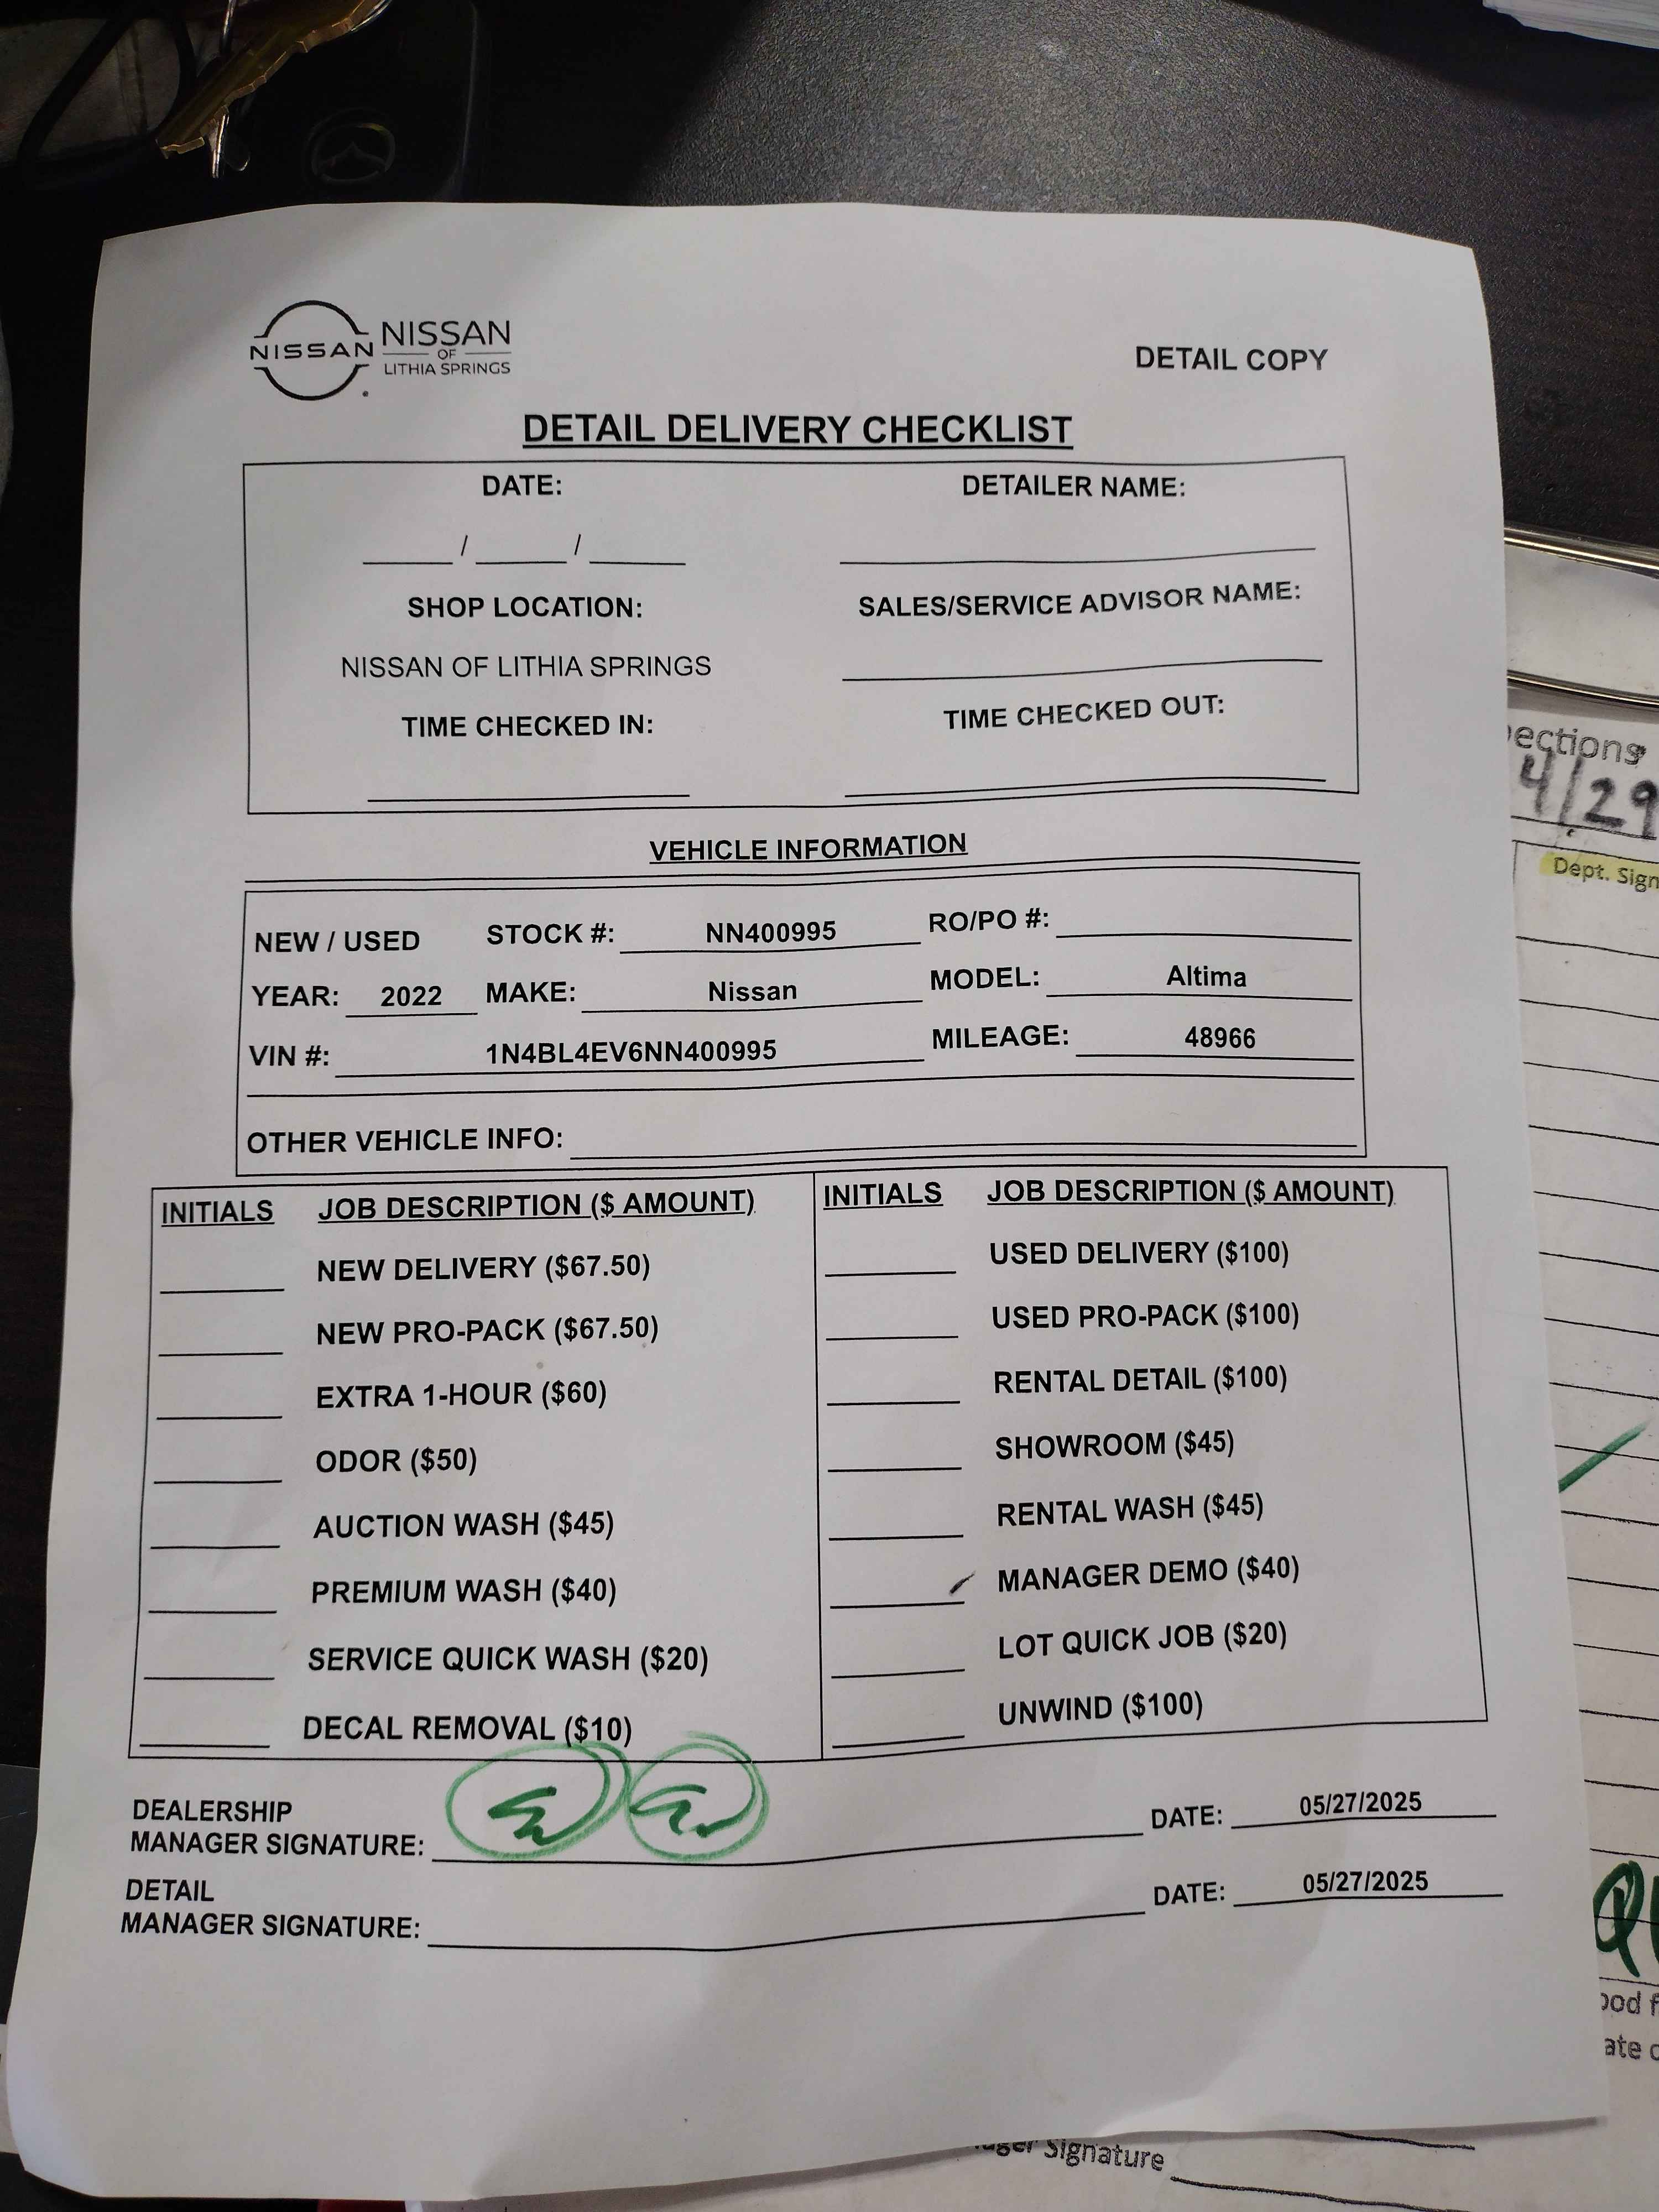 NISSAN
NISSAN
OF
LITHIA SPRINGS
DETAIL COPY
DETAIL DELIVERY CHECKLIST
DATE: DETAILER NAME:
/ /
SHOP LOCATION: SALES/SERVICE ADVISOR NAME:
NISSAN OF LITHIA SPRINGS
TIME CHECKED IN: TIME CHECKED OUT:
VEHICLE INFORMATION
NEW / USED STOCK #: NN400995 RO/PO #:
YEAR: 2022 MAKE: Nissan MODEL: Altima
VIN #: 1N4BL4EV6NN400995 MILEAGE: 48966
OTHER VEHICLE INFO:
INITIALS JOB DESCRIPTION ($ AMOUNT) INITIALS JOB DESCRIPTION ($ AMOUNT)
NEW DELIVERY ($67.50) USED DELIVERY ($100)
NEW PRO-PACK ($67.50) USED PRO-PACK ($100)
EXTRA 1-HOUR ($60) RENTAL DETAIL ($100)
ODOR ($50) SHOWROOM ($45)
AUCTION WASH ($45) RENTAL WASH ($45)
PREMIUM WASH ($40) MANAGER DEMO ($40)
SERVICE QUICK WASH ($20) LOT QUICK JOB ($20)
DECAL REMOVAL ($10) UNWIND ($100)
DEALERSHIP
MANAGER SIGNATURE: DATE: 05/27/2025
DETAIL
MANAGER SIGNATURE: DATE: 05/27/2025
ections
4/29
Dept. Sign
ood f
ate o
ager Signature